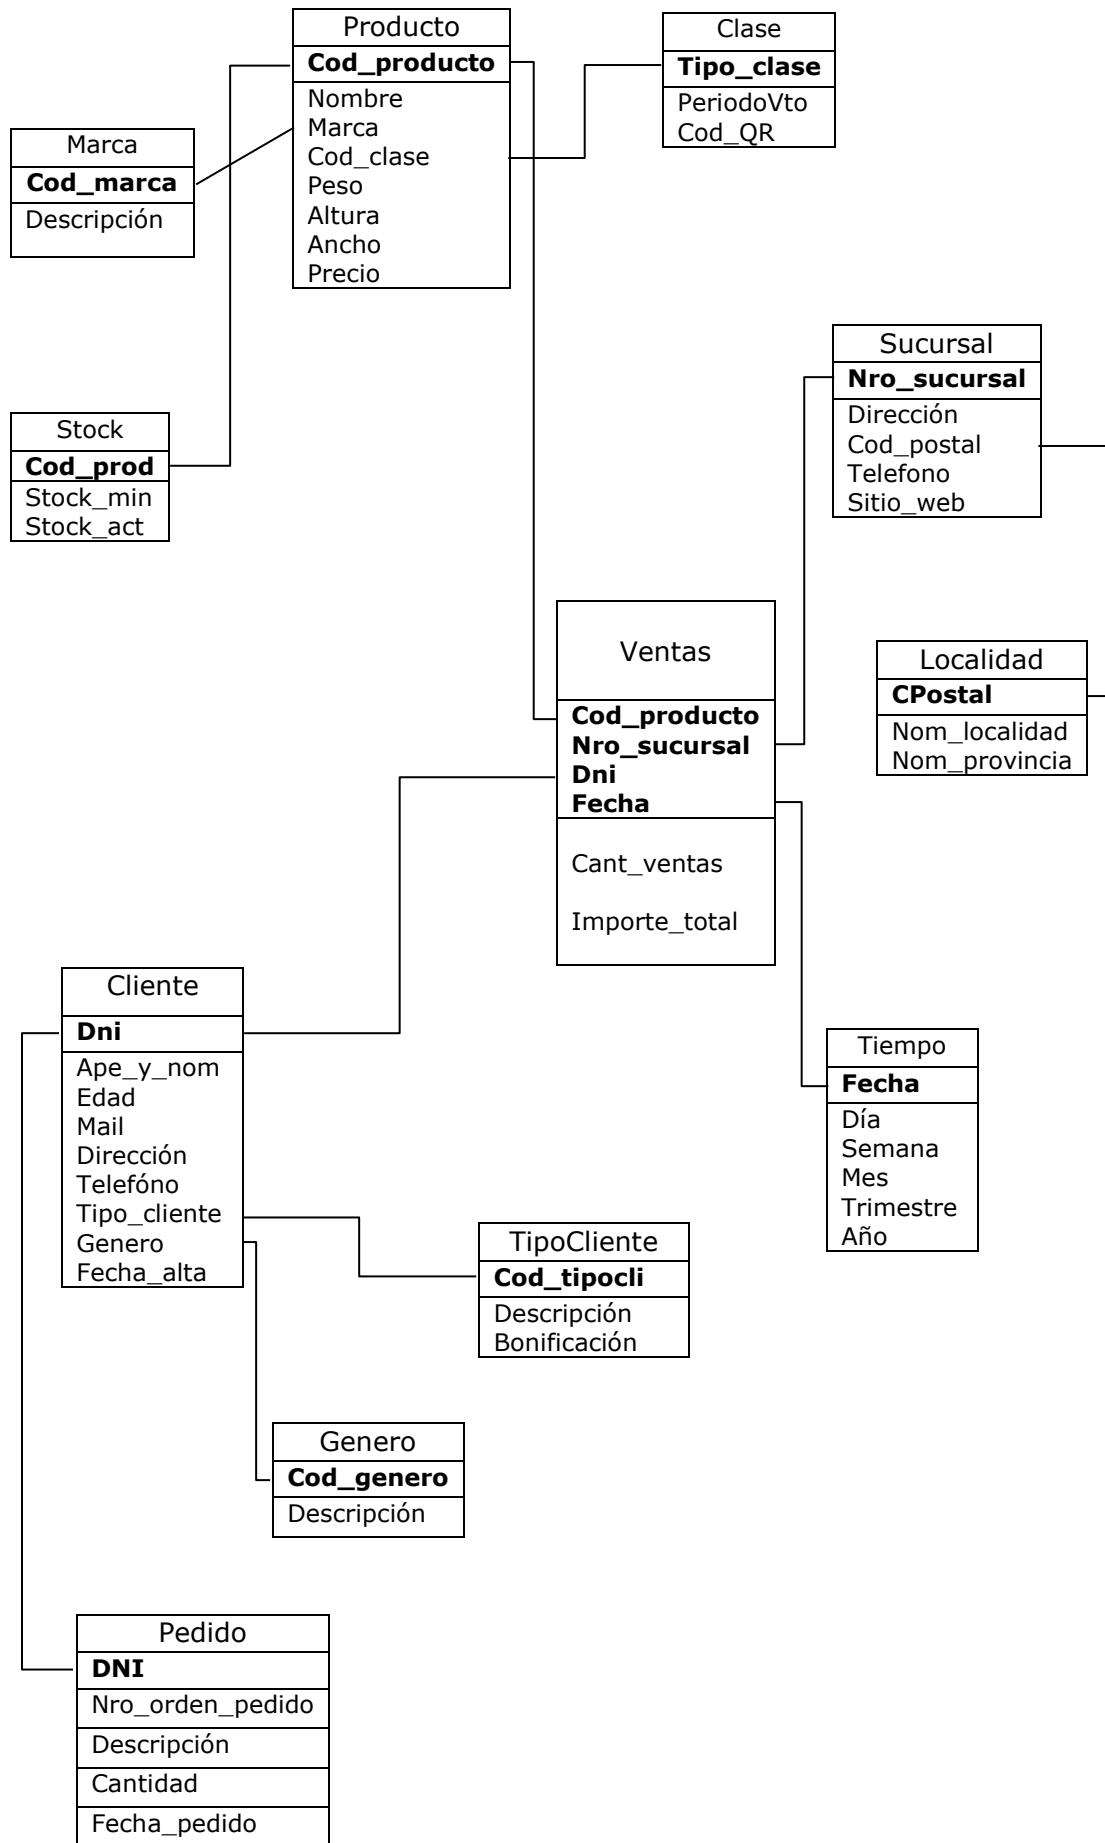 Producto
Cod_producto
Nombre
Marca
Cod_clase
Peso
Altura
Ancho
Precio
Clase
Tipo_clase
PeriodoVto
Cod_QR
Marca
Cod_marca
Descripción
Sucursal
Nro_sucursal
Dirección
Cod_postal
Telefono
Sitio_web
Stock
Cod_prod
Stock_min
Stock_act
Ventas
Cod_producto
Nro_sucursal
Dni
Fecha
Cant_ventas
Importe_total
Localidad
CPostal
Nom_localidad
Nom_provincia
Cliente
Dni
Ape_y_nom
Edad
Mail
Dirección
Telefóno
Tipo_cliente
Genero
Fecha_alta
Tiempo
Fecha
Día
Semana
Mes
Trimestre
Año
TipoCliente
Cod_tipocli
Descripción
Bonificación
Genero
Cod_genero
Descripción
Pedido
DNI
Nro_orden_pedido
Descripción
Cantidad
Fecha_pedido